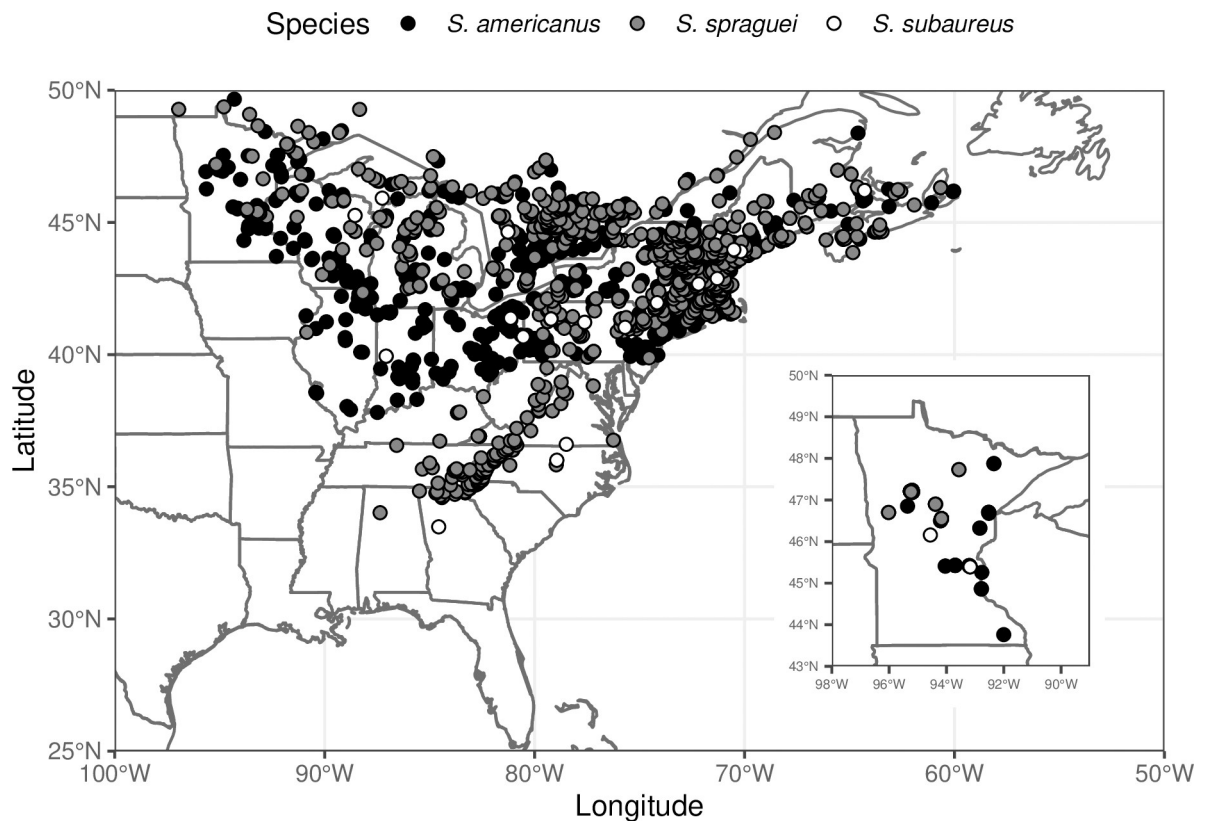 Species S. americanus S. spraguei S. subaureus
50°N
45°N
40°N
35°N
30°N
25°N
Latitude
100°W 90°W 80°W 70°W 60°W 50°W
Longitude
50°N
49°N
48°N
47°N
46°N
45°N
44°N
43°N
98°W 96°W 94°W 92°W 90°W